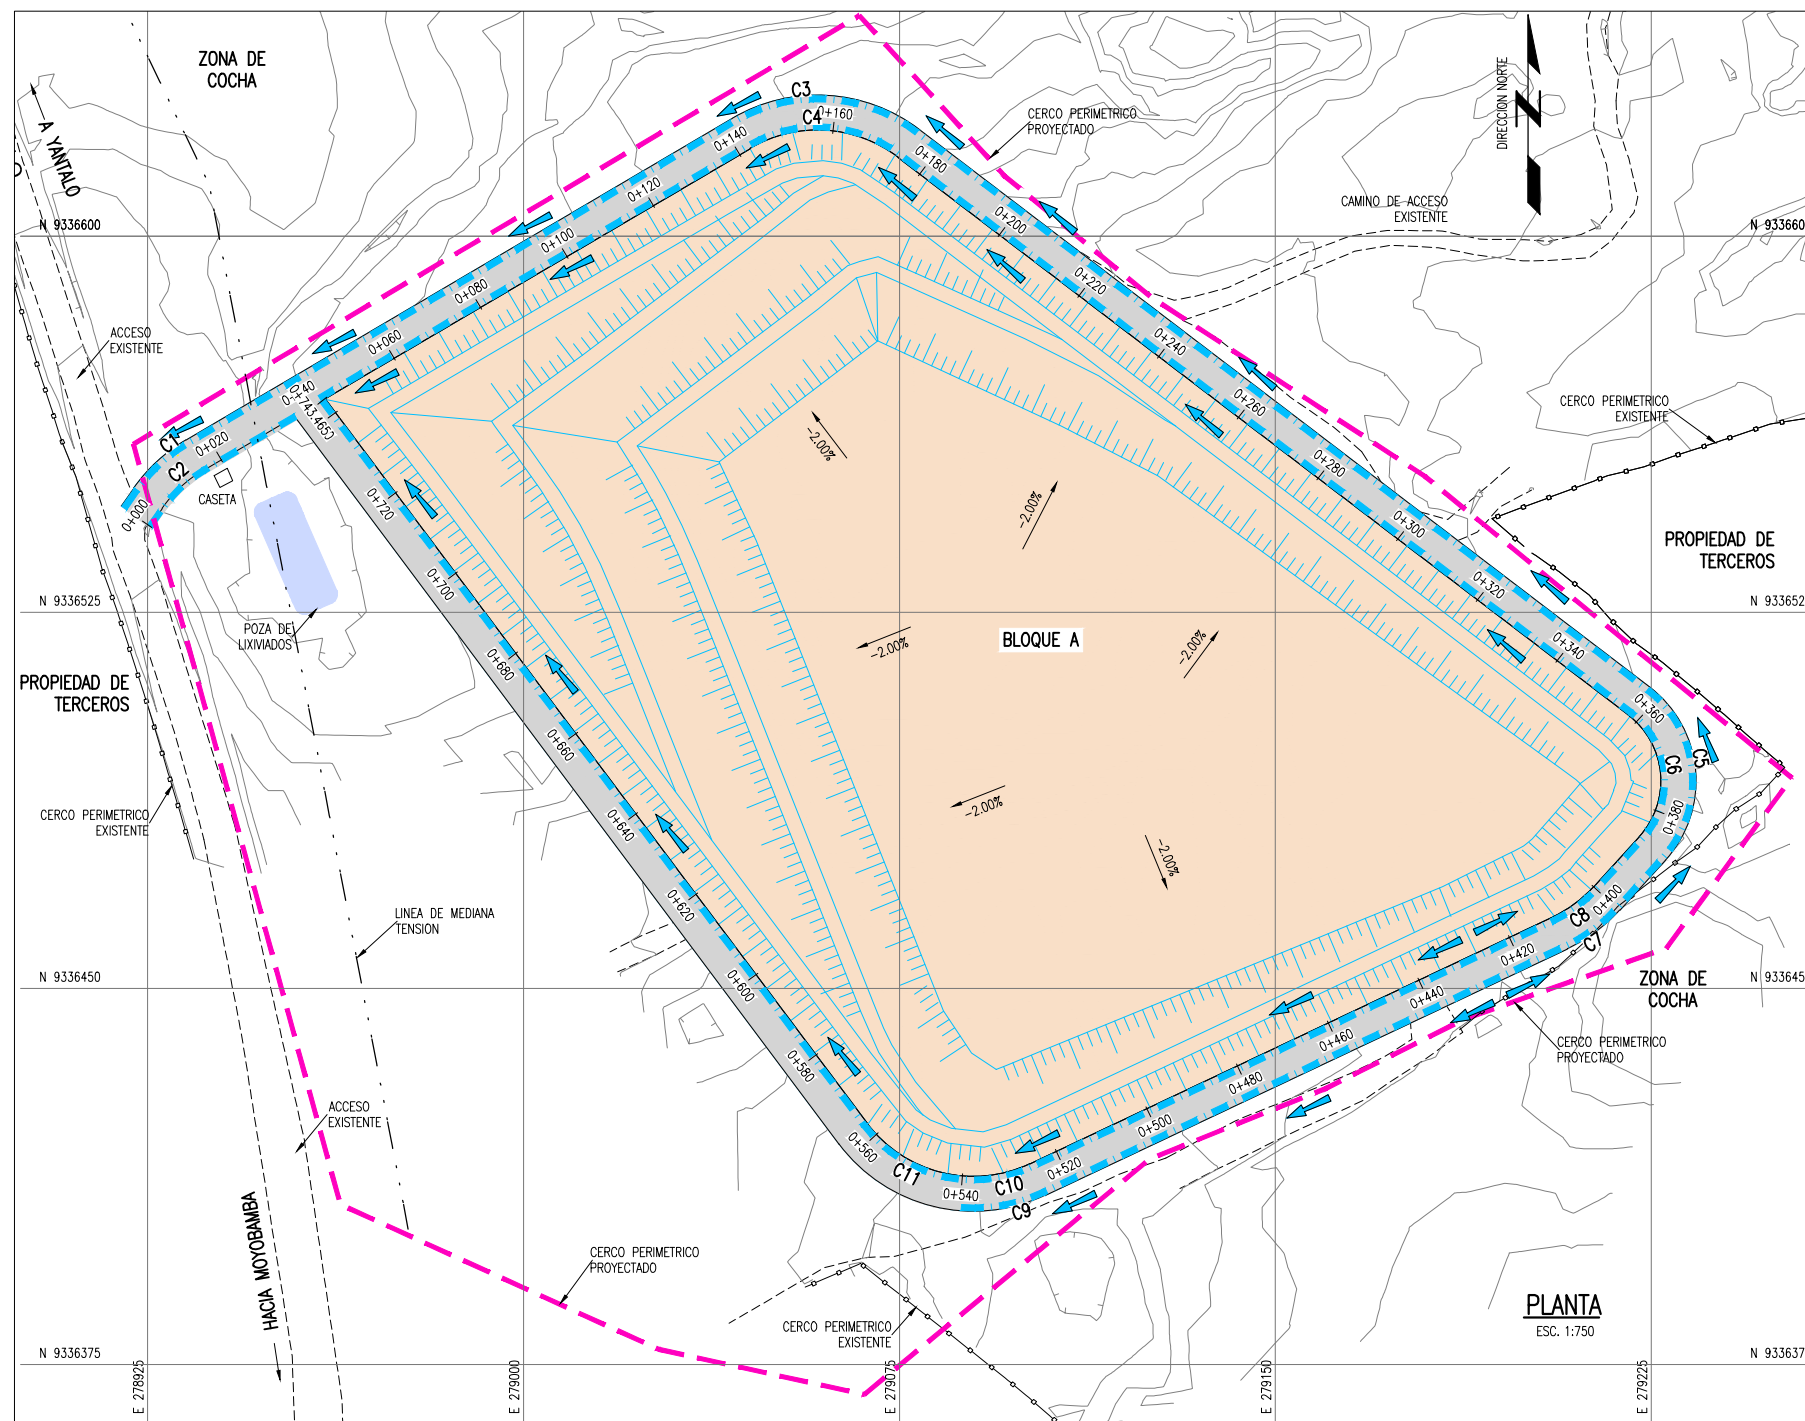 ZONA DE
COCHA
A YANTALO
C3
C4
0+160
0+140
0+180
0+120
0+200
0+100
0+220
0+080
0+240
0+060
0+260
0+40
0+743.4650
0+020
C1
C2
0+000
CERCO PERIMETRICO
PROYECTADO
DIRECCION NORTE
N
CAMINO DE ACCESO
EXISTENTE
N 9336600
N 933660
ACCESO
EXISTENTE
CERCO PERIMETRICO
EXISTENTE
CASETA
-2.00%
-2.00%
0+280
0+300
0+720
0+700
PROPIEDAD DE
TERCEROS
N 9336525
N 933652
0+320
0+340
POZA DE
LIXIVIADOS
BLOQUE A
-2.00%
-2.00%
0+680
0+660
PROPIEDAD DE
TERCEROS
0+360
C6
C5
0+380
-2.00%
-2.00%
CERCO PERIMETRICO
EXISTENTE
0+640
0+620
LINEA DE MEDIANA
TENSION
0+400
C8
C7
0+420
0+440
0+460
0+480
0+500
0+520
N 9336450
N 933645
ZONA DE
COCHA
0+600
0+580
0+560
CERCO PERIMETRICO
PROYECTADO
ACCESO
EXISTENTE
C11
0+540
C10
C9
HACIA MOYOBAMBA
CERCO PERIMETRICO
PROYECTADO
CERCO PERIMETRICO
EXISTENTE
PLANTA
ESC. 1:750
N 9336375
N 933637
E 278925
E 279000
E 279075
E 279150
E 279225